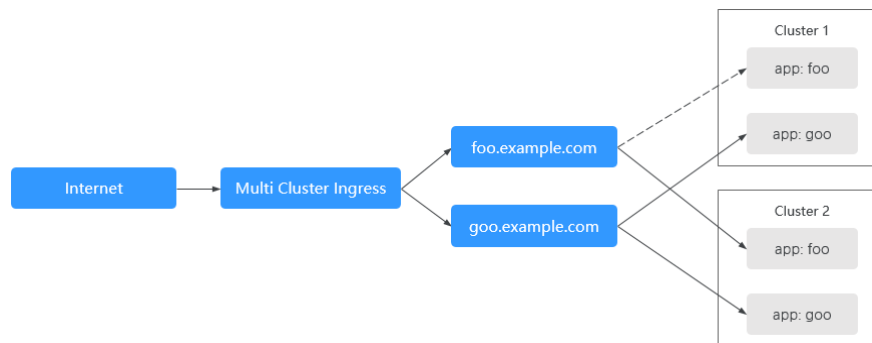 Internet
Multi Cluster Ingress
foo.example.com
goo.example.com
Cluster 1
app: foo
app: goo
Cluster 2
app: foo
app: goo